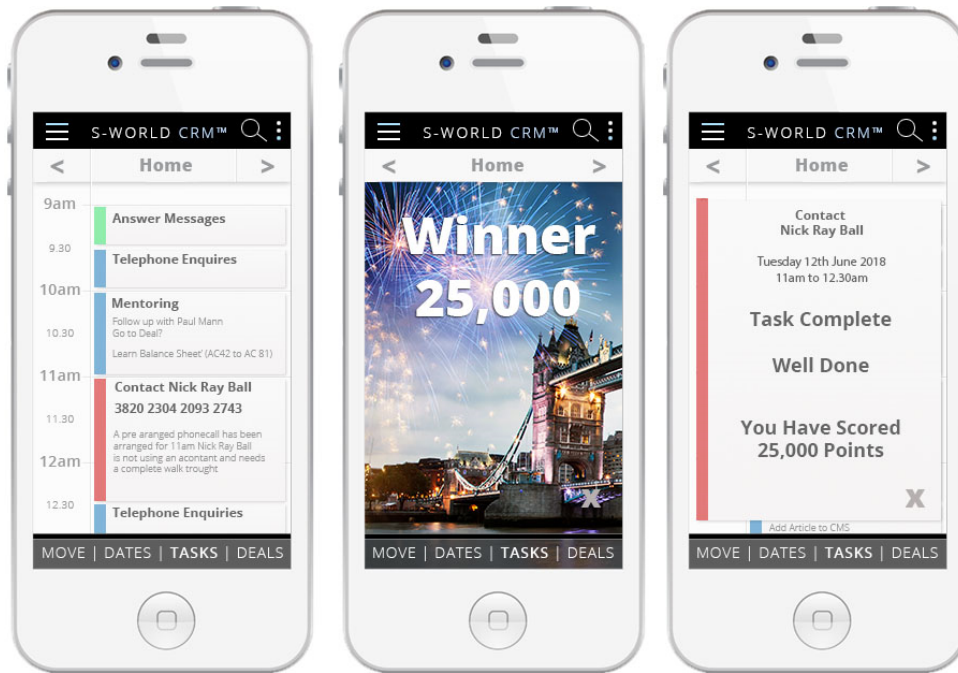 S-WORLD CRM™
< Home >
9am
Answer Messages
9.30
Telephone Enquires
10am
Mentoring
Follow up with Paul Mann
10.30
Go to Deal?
Learn Balance Sheet' (AC42 to AC 81)
11am
Contact Nick Ray Ball
3820 2304 2093 2743
11.30
A pre aranged phonecall has been
arranged for 11am Nick Ray Ball
is not using an acontant and needs
a complete walk trought
12am
12.30
Telephone Enquiries
MOVE | DATES | TASKS | DEALS
S-WORLD CRM™
< Home >
Winner
25,000
X
MOVE | DATES | TASKS | DEALS
S-WORLD CRM™
< Home >
Contact
Nick Ray Ball
Tuesday 12th June 2018
11am to 12.30am
Task Complete
Well Done
You Have Scored
25,000 Points
X
Add Article to CMS
MOVE | DATES | TASKS | DEALS